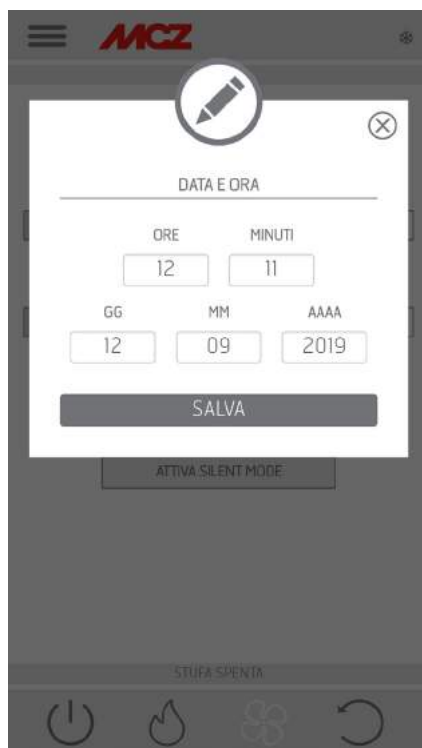 MCZ
DATA E ORA
ORE MINUTI
12 11
GG MM AAAA
12 09 2019
SALVA
ATTIVA SILENT MODE
STUFA SPENTA